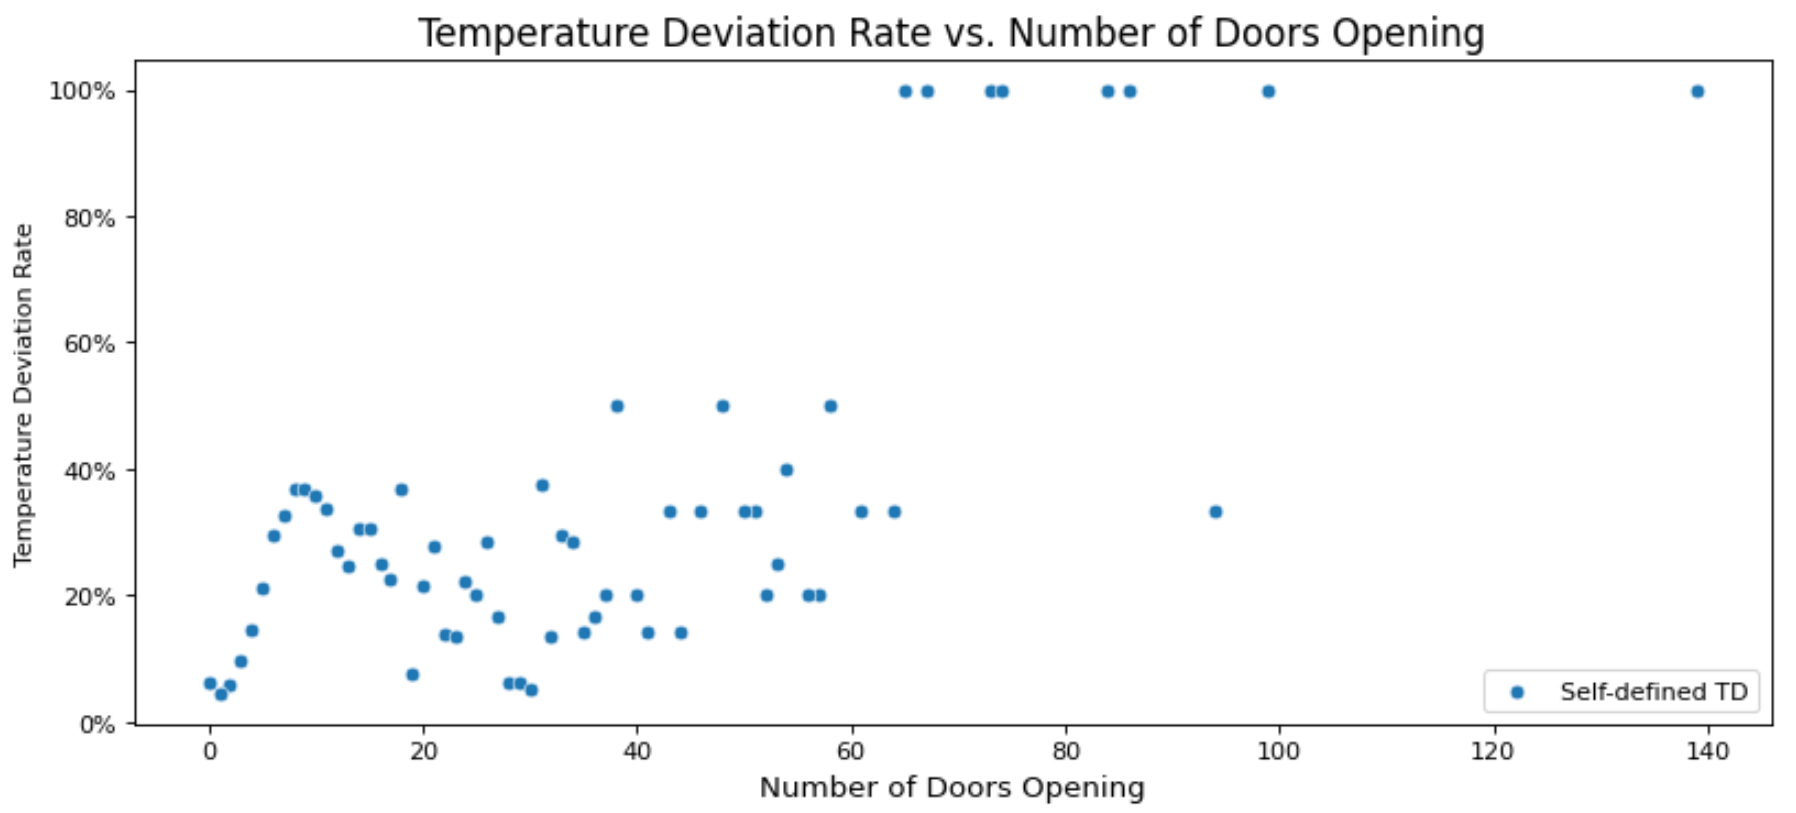 Temperature Deviation Rate vs. Number of Doors Opening
Temperature Deviation Rate
100%
80%
60%
40%
20%
0%
Self-defined TD
0 20 40 60 80 100 120 140
Number of Doors Opening